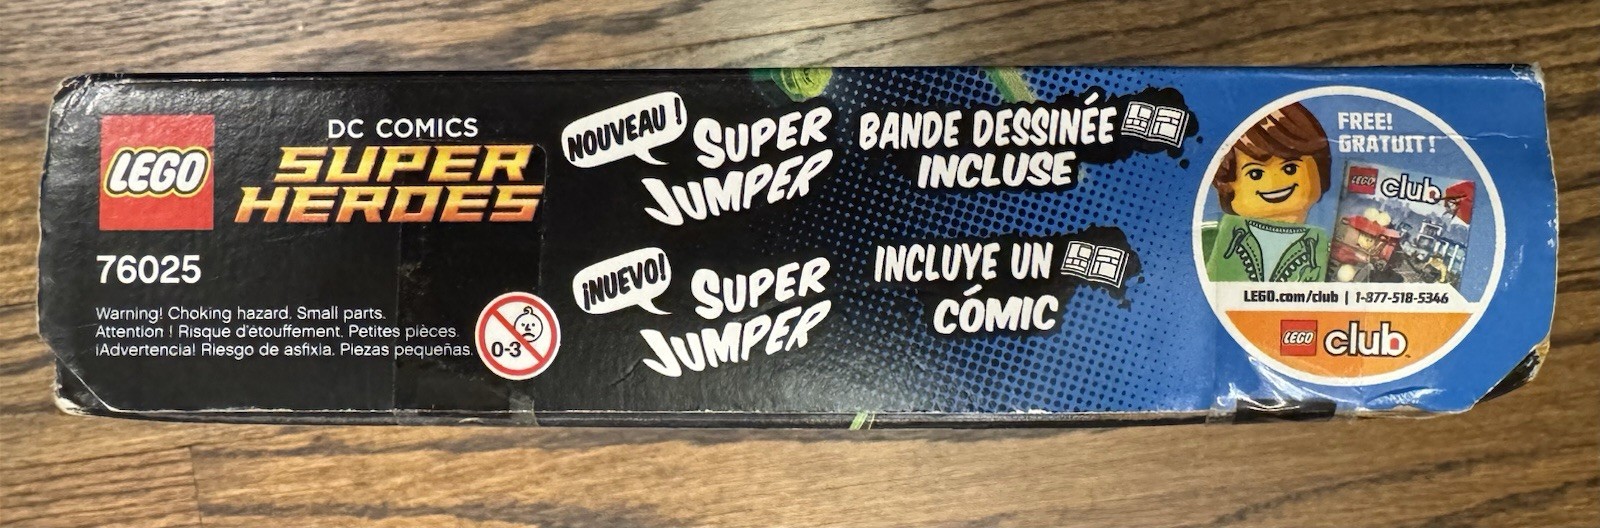 LEGO
DC COMICS
SUPER
HEROES
76025
Warning! Choking hazard. Small parts.
Attention ! Risque d'étouffement. Petites pièces.
¡Advertencia! Riesgo de asfixia. Piezas pequeñas.
0-3
NOUVEAU !
SUPER
JUMPER
¡NUEVO!
SUPER
JUMPER
BANDE DESSINÉE
INCLUSE
INCLUYE UN
CÓMIC
FREE!
GRATUIT!
LEGO club
LEGO.com/club | 1-877-518-5346
LEGO club